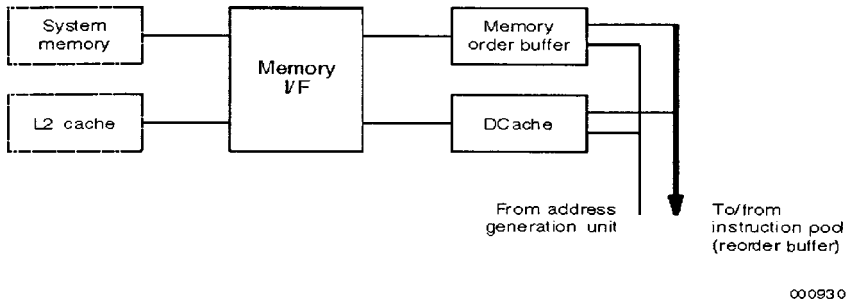 System
memory
L2 cache
Memory
I/F
Memory
order buffer
DCache
From address
generation unit
To/from
instruction pool
(reorder buffer)
000930